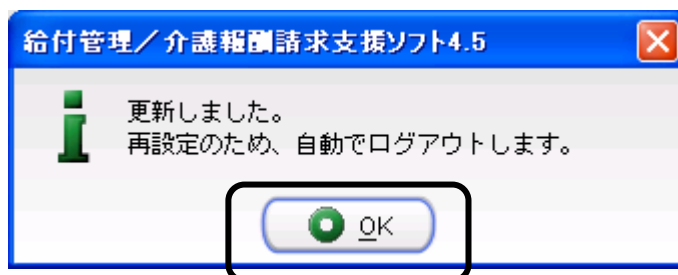 給付管理／介護報酬請求支援ソフト4.5
更新しました。
再設定のため、自動でログアウトします。
OK